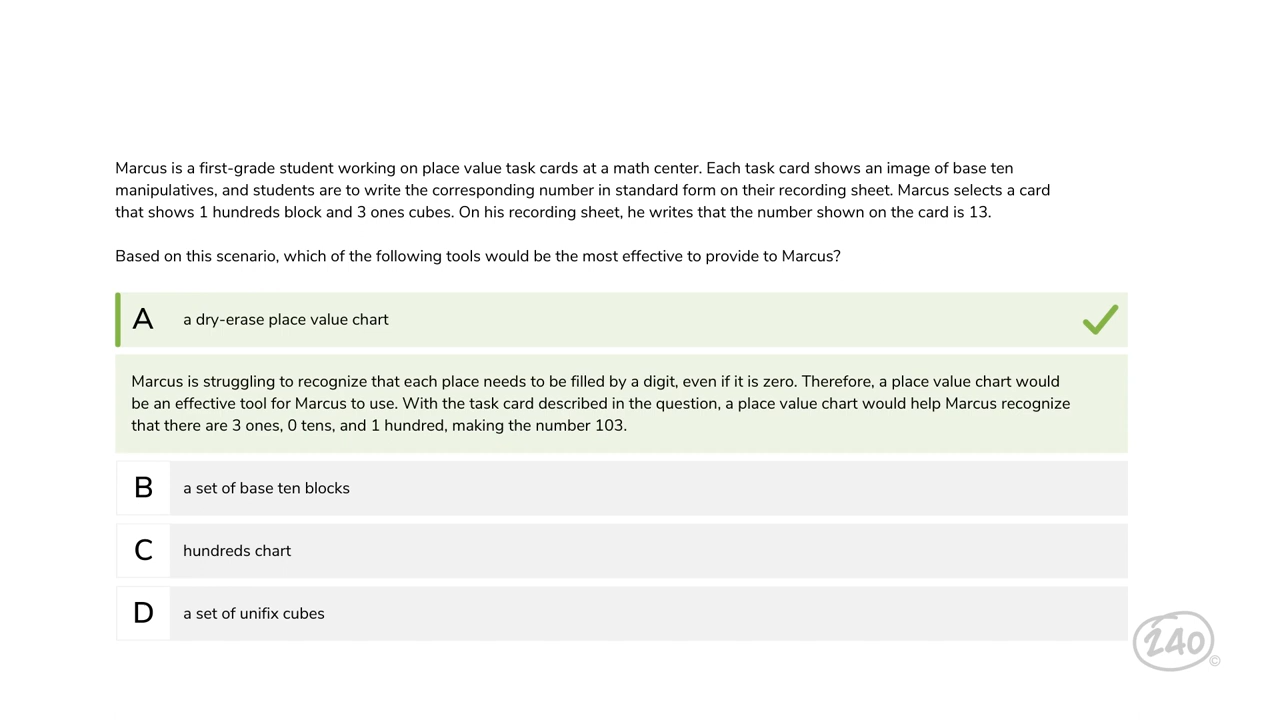 Marcus is a first-grade student working on place value task cards at a math center. Each task card shows an image of base ten
manipulatives, and students are to write the corresponding number in standard form on their recording sheet. Marcus selects a card
that shows 1 hundreds block and 3 ones cubes. On his recording sheet, he writes that the number shown on the card is 13.
Based on this scenario, which of the following tools would be the most effective to provide to Marcus?
A a dry-erase place value chart
Marcus is struggling to recognize that each place needs to be filled by a digit, even if it is zero. Therefore, a place value chart would
be an effective tool for Marcus to use. With the task card described in the question, a place value chart would help Marcus recognize
that there are 3 ones, 0 tens, and 1 hundred, making the number 103.
B a set of base ten blocks
C hundreds chart
D a set of unifix cubes
240 ©